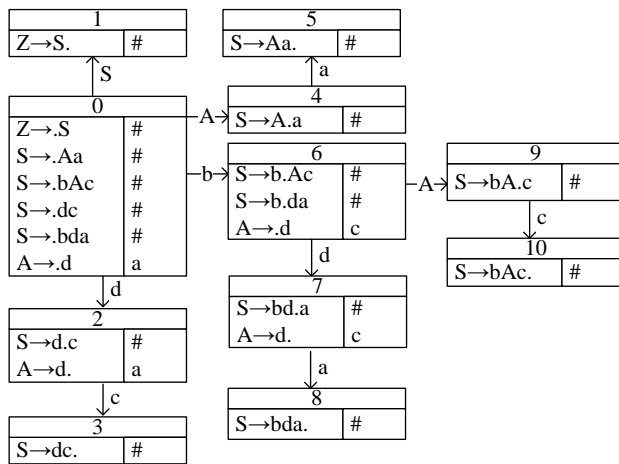 1
Z→S. #
S
0
Z→.S #
S→.Aa #
S→.bAc #
S→.dc #
S→.bda #
A→.d a
d
2
S→d.c #
A→d. a
c
3
S→dc. #
5
S→Aa. #
a
A
4
S→A.a #
b
6
S→b.Ac #
S→b.da #
A→.d c
d
7
S→bd.a #
A→d. c
a
8
S→bda. #
A
9
S→bA.c #
c
10
S→bAc. #